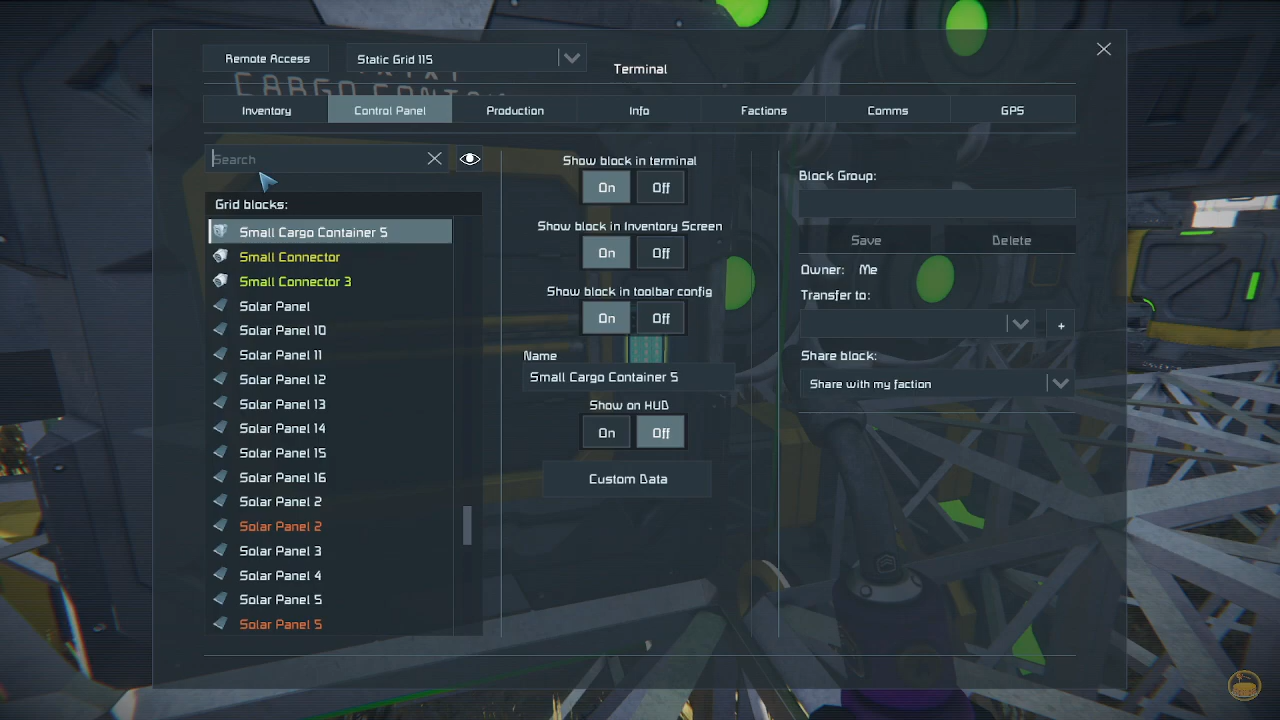 Remote Access
Static Grid 115
Terminal
CARGO
Inventory
Control Panel
Production
Info
Factions
Comms
GPS
Search
Grid blocks:
Small Cargo Container 5
Small Connector
Small Connector 3
Solar Panel
Solar Panel 10
Solar Panel 11
Solar Panel 12
Solar Panel 13
Solar Panel 14
Solar Panel 15
Solar Panel 16
Solar Panel 2
Solar Panel 2
Solar Panel 3
Solar Panel 4
Solar Panel 5
Solar Panel 5
Show block in terminal
On Off
Show block in Inventory Screen
On Off
Show block in toolbar config
On Off
Name
Small Cargo Container 5
Show on HUD
On Off
Custom Data
Block Group:
Save Delete
Owner: Me
Transfer to:
+
Share block:
Share with my faction